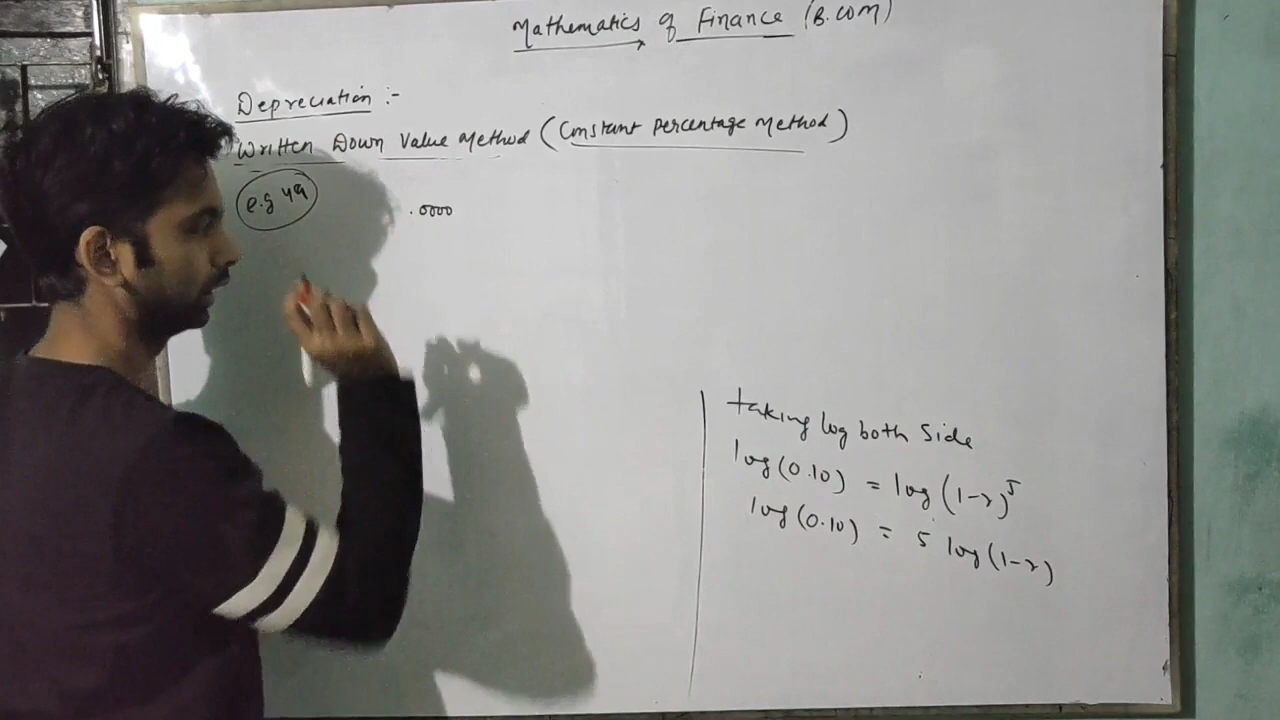 Mathematics of Finance (B.COM)
Depreciation :-
Written Down Value Method (Constant Percentage Method)
e.g 49
.0000
taking log both side
log(0.10) = log(1-r)^5
log(0.10) = 5 log(1-r)